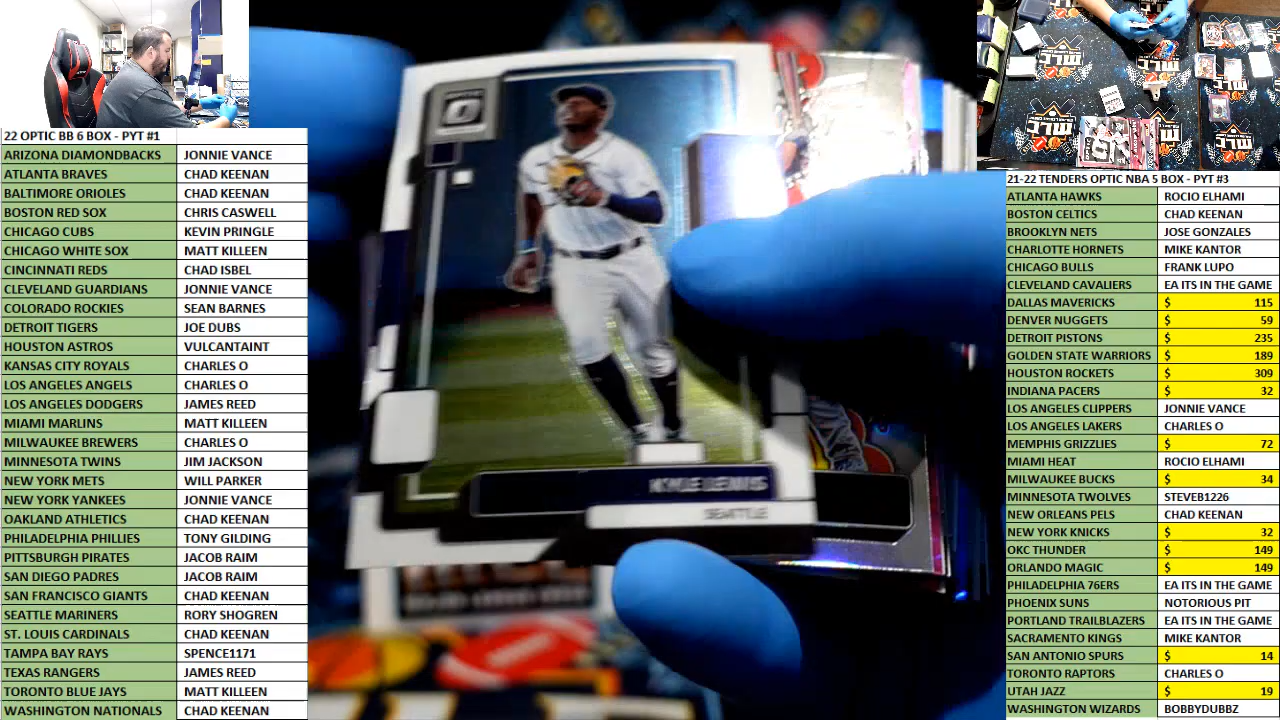 22 OPTIC BB 6 BOX - PYT #1
ARIZONA DIAMONDBACKS JONNIE VANCE
ATLANTA BRAVES CHAD KEENAN
BALTIMORE ORIOLES CHAD KEENAN
BOSTON RED SOX CHRIS CASWELL
CHICAGO CUBS KEVIN PRINGLE
CHICAGO WHITE SOX MATT KILLEEN
CINCINNATI REDS CHAD ISBEL
CLEVELAND GUARDIANS JONNIE VANCE
COLORADO ROCKIES SEAN BARNES
DETROIT TIGERS JOE DUBS
HOUSTON ASTROS VULCANTAINT
KANSAS CITY ROYALS CHARLES O
LOS ANGELES ANGELS CHARLES O
LOS ANGELES DODGERS JAMES REED
MIAMI MARLINS MATT KILLEEN
MILWAUKEE BREWERS CHARLES O
MINNESOTA TWINS JIM JACKSON
NEW YORK METS WILL PARKER
NEW YORK YANKEES JONNIE VANCE
OAKLAND ATHLETICS CHAD KEENAN
PHILADELPHIA PHILLIES TONY GILDING
PITTSBURGH PIRATES JACOB RAIM
SAN DIEGO PADRES JACOB RAIM
SAN FRANCISCO GIANTS CHAD KEENAN
SEATTLE MARINERS RORY SHOGREN
ST. LOUIS CARDINALS CHAD KEENAN
TAMPA BAY RAYS SPENCE1171
TEXAS RANGERS JAMES REED
TORONTO BLUE JAYS MATT KILLEEN
WASHINGTON NATIONALS CHAD KEENAN
KYLE LEWIS
SEATTLE
WLC
21-22 TENDERS OPTIC NBA 5 BOX - PYT #3
ATLANTA HAWKS ROCIO ELHAMI
BOSTON CELTICS CHAD KEENAN
BROOKLYN NETS JOSE GONZALES
CHARLOTTE HORNETS MIKE KANTOR
CHICAGO BULLS FRANK LUPO
CLEVELAND CAVALIERS EA ITS IN THE GAME
DALLAS MAVERICKS $ 115
DENVER NUGGETS $ 59
DETROIT PISTONS $ 235
GOLDEN STATE WARRIORS $ 189
HOUSTON ROCKETS $ 309
INDIANA PACERS $ 32
LOS ANGELES CLIPPERS JONNIE VANCE
LOS ANGELES LAKERS CHARLES O
MEMPHIS GRIZZLIES $ 72
MIAMI HEAT ROCIO ELHAMI
MILWAUKEE BUCKS $ 34
MINNESOTA TWOLVES STEVEB1226
NEW ORLEANS PELS CHAD KEENAN
NEW YORK KNICKS $ 32
OKC THUNDER $ 149
ORLANDO MAGIC $ 149
PHILADELPHIA 76ERS EA ITS IN THE GAME
PHOENIX SUNS NOTORIOUS PIT
PORTLAND TRAILBLAZERS EA ITS IN THE GAME
SACRAMENTO KINGS MIKE KANTOR
SAN ANTONIO SPURS $ 14
TORONTO RAPTORS CHARLES O
UTAH JAZZ $ 19
WASHINGTON WIZARDS BOBBYDUBBZ